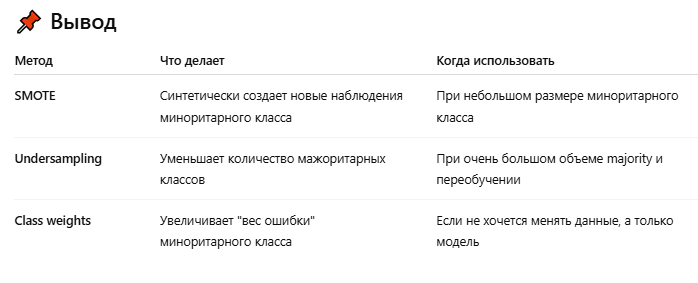 📌 Вывод
Метод Что делает Когда использовать
SMOTE Синтетически создает новые наблюдения При небольшом размере миноритарного
миноритарного класса класса
Undersampling Уменьшает количество мажоритарных При очень большом объеме majority и
классов переобучении
Class weights Увеличивает "вес ошибки" Если не хочется менять данные, а только
миноритарного класса модель